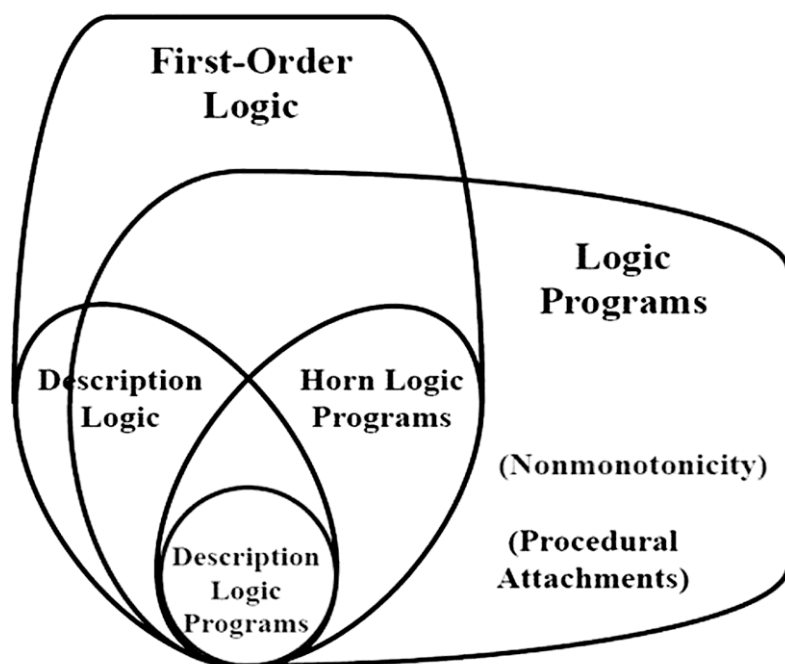 First-Order
Logic
Logic
Programs
Description
Logic
Horn Logic
Programs
(Nonmonotonicity)
(Procedural
Attachments)
Description
Logic
Programs